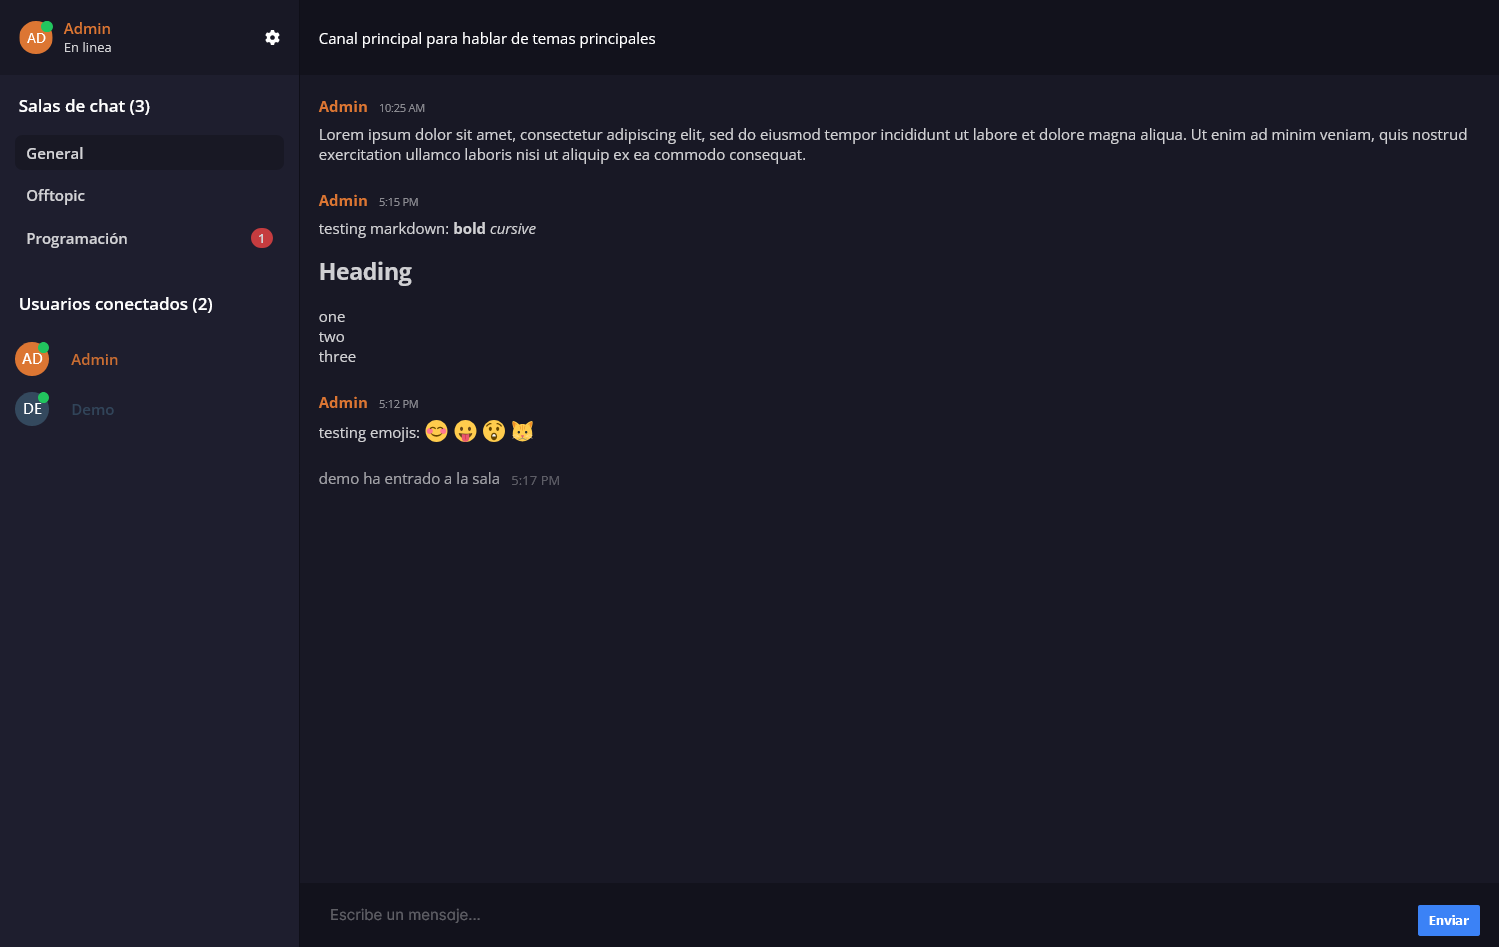 AD
Admin
En linea
Salas de chat (3)
General
Offtopic
Programación
1
Usuarios conectados (2)
AD
Admin
DE
Demo
Canal principal para hablar de temas principales
Admin 10:25 AM
Lorem ipsum dolor sit amet, consectetur adipiscing elit, sed do eiusmod tempor incididunt ut labore et dolore magna aliqua. Ut enim ad minim veniam, quis nostrud
exercitation ullamco laboris nisi ut aliquip ex ea commodo consequat.
Admin 5:15 PM
testing markdown: bold cursive
Heading
one
two
three
Admin 5:12 PM
testing emojis: 😊 😛 😲 🐱
demo ha entrado a la sala 5:17 PM
Escribe un mensaje...
Enviar